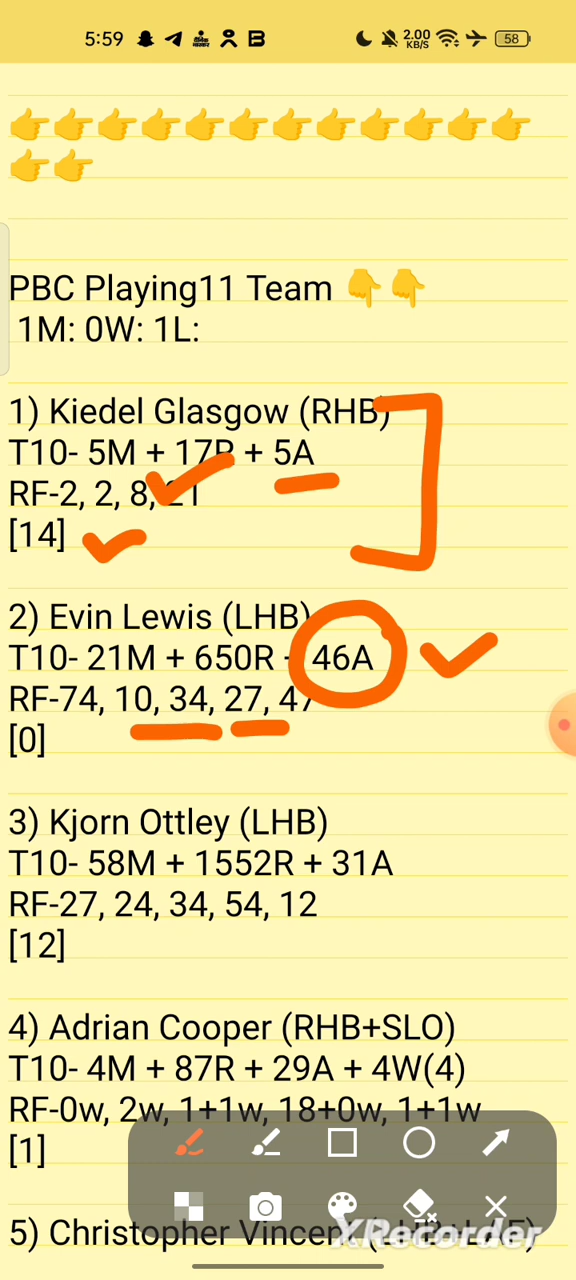 5:59
2.00
KB/S
58
PBC Playing11 Team
1M: 0W: 1L:
1) Kiedel Glasgow (RHB)
T10- 5M + 17R + 5A
RF-2, 2, 8, 21
[14]
2) Evin Lewis (LHB)
T10- 21M + 650R - 46A
RF-74, 10, 34, 27, 47
[0]
3) Kjorn Ottley (LHB)
T10- 58M + 1552R + 31A
RF-27, 24, 34, 54, 12
[12]
4) Adrian Cooper (RHB+SLO)
T10- 4M + 87R + 29A + 4W(4)
RF-0w, 2w, 1+1w, 18+0w, 1+1w
[1]
5) Christopher Vincent
XRecorder